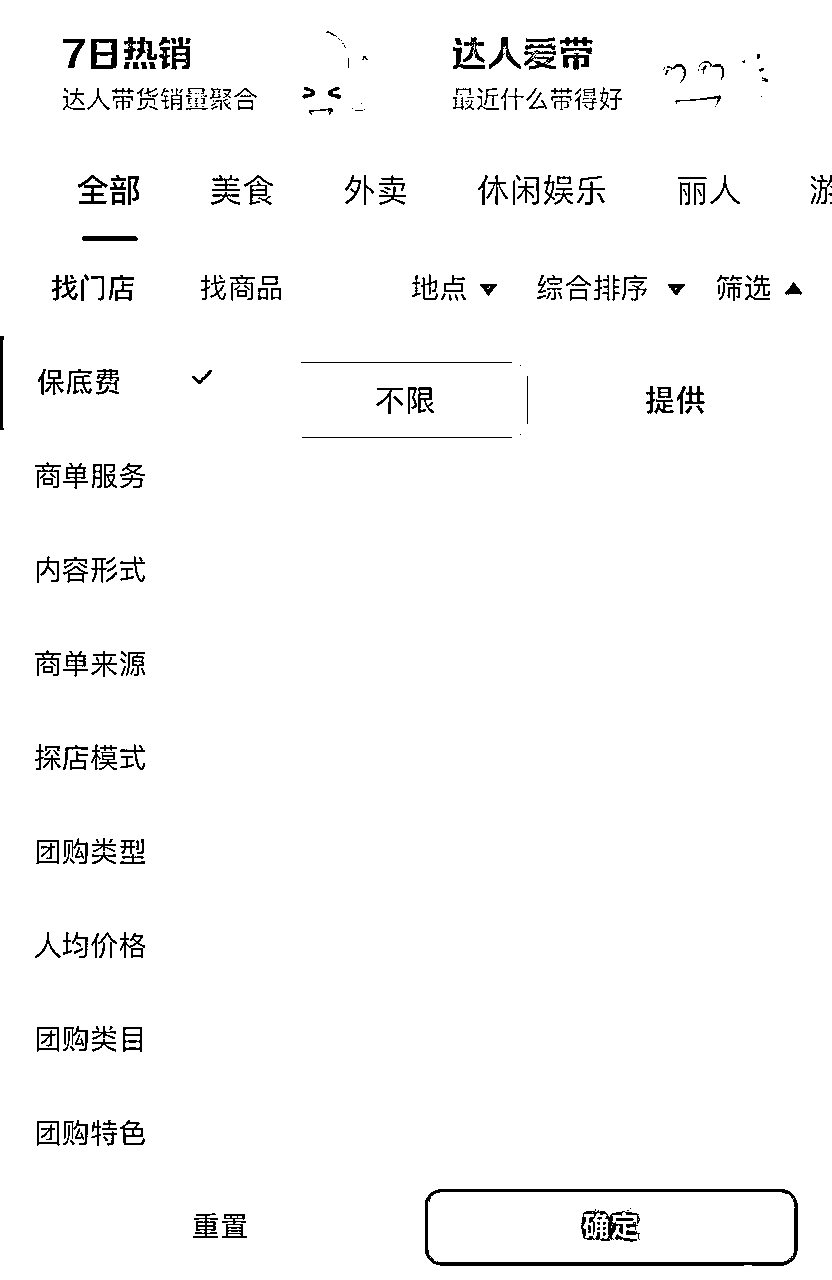 7日热销 达人爱带
达人带货销量聚合 最近什么带得好
全部 美食 外卖 休闲娱乐 丽人 游
找门店 找商品 地点 综合排序 筛选
保底费 不限 提供
商单服务
内容形式
商单来源
探店模式
团购类型
人均价格
团购类目
团购特色
重置 确定